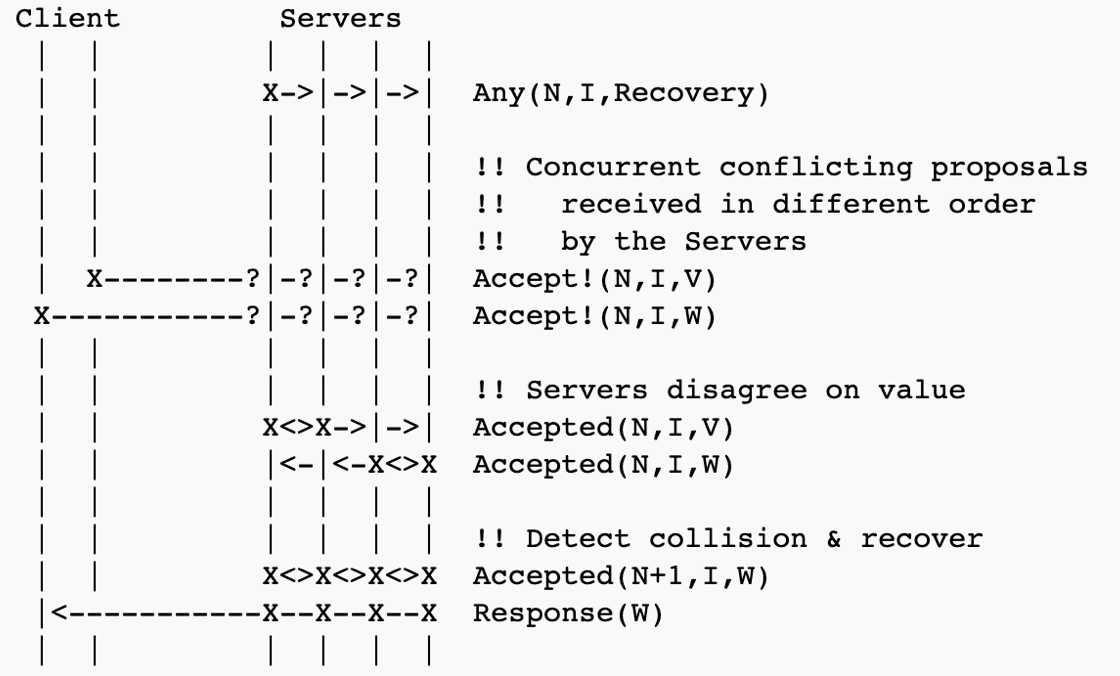 Client         Servers
 |  |          |  |  |  |
 |  |          X->|->|->|  Any(N,I,Recovery)
 |  |          |  |  |  |
 |  |          |  |  |  |  !! Concurrent conflicting proposals
 |  |          |  |  |  |  !!   received in different order
 |  |          |  |  |  |  !!   by the Servers
 |  X--------?|-?|-?|-?|  Accept!(N,I,V)
 X-----------?|-?|-?|-?|  Accept!(N,I,W)
 |  |          |  |  |  |
 |  |          |  |  |  |  !! Servers disagree on value
 |  |          X<>X->|->|  Accepted(N,I,V)
 |  |          |<-|<-X<>X  Accepted(N,I,W)
 |  |          |  |  |  |
 |  |          |  |  |  |  !! Detect collision & recover
 |  |          X<>X<>X<>X  Accepted(N+1,I,W)
 |<-----------X--X--X--X  Response(W)
 |  |          |  |  |  |